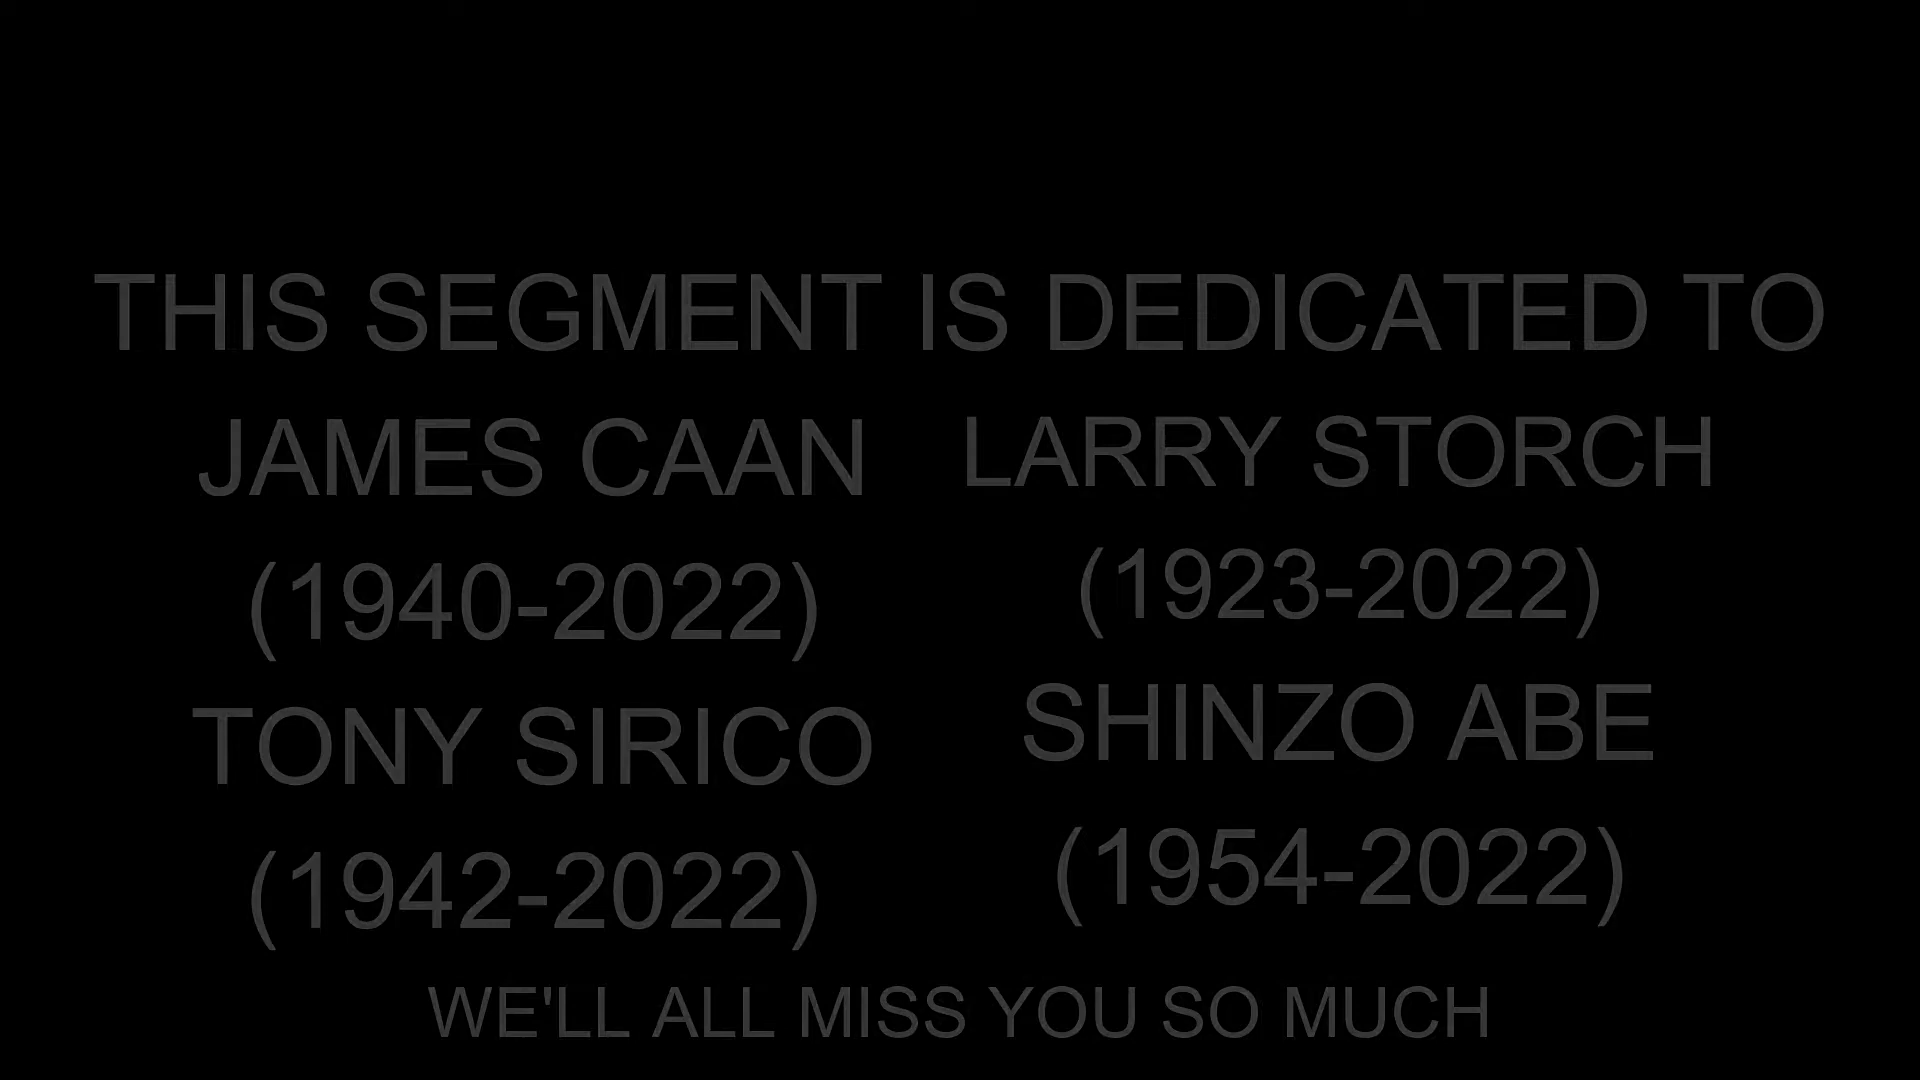 THIS SEGMENT IS DEDICATED TO
JAMES CAAN
(1940-2022)
TONY SIRICO
(1942-2022)
LARRY STORCH
(1923-2022)
SHINZO ABE
(1954-2022)
WE'LL ALL MISS YOU SO MUCH